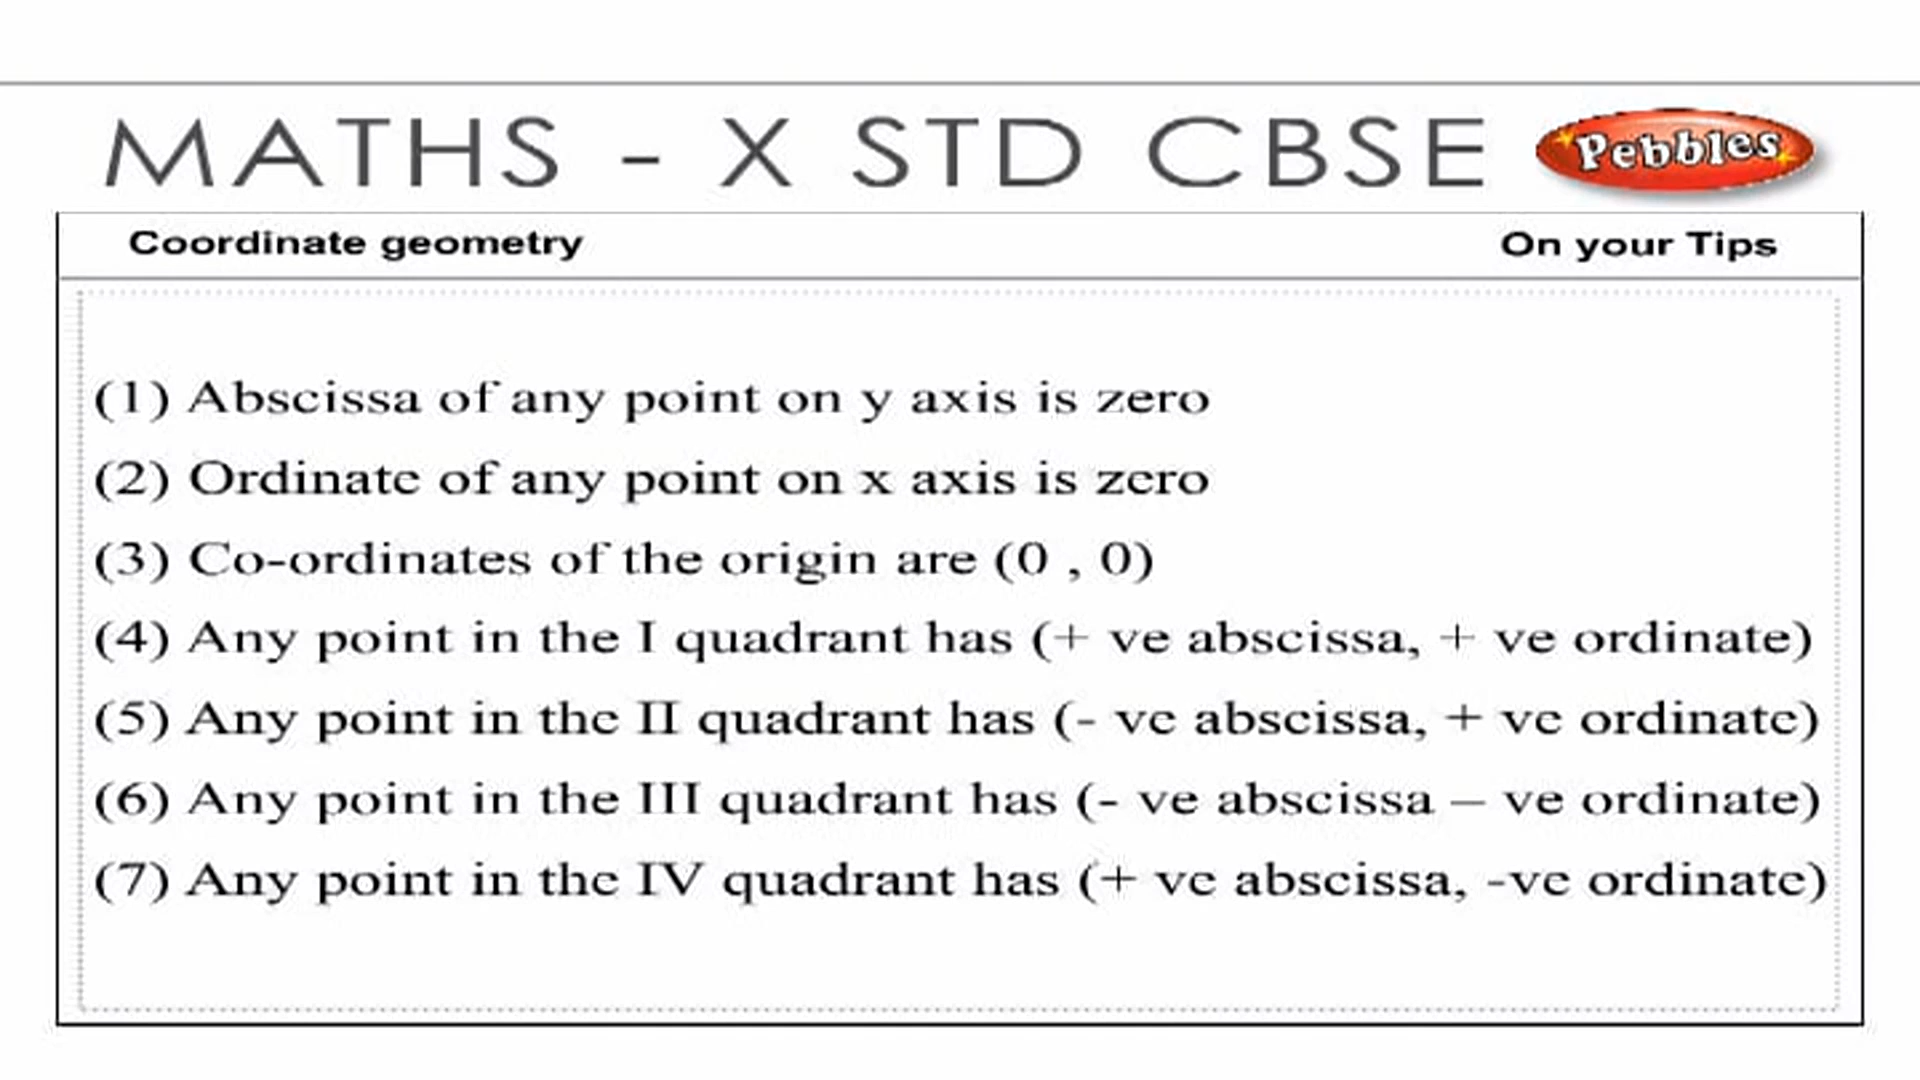 MATHS - X STD CBSE Pebbles
Coordinate geometry On your Tips
(1) Abscissa of any point on y axis is zero
(2) Ordinate of any point on x axis is zero
(3) Co-ordinates of the origin are (0 , 0)
(4) Any point in the I quadrant has (+ ve abscissa, + ve ordinate)
(5) Any point in the II quadrant has (- ve abscissa, + ve ordinate)
(6) Any point in the III quadrant has (- ve abscissa – ve ordinate)
(7) Any point in the IV quadrant has (+ ve abscissa, -ve ordinate)